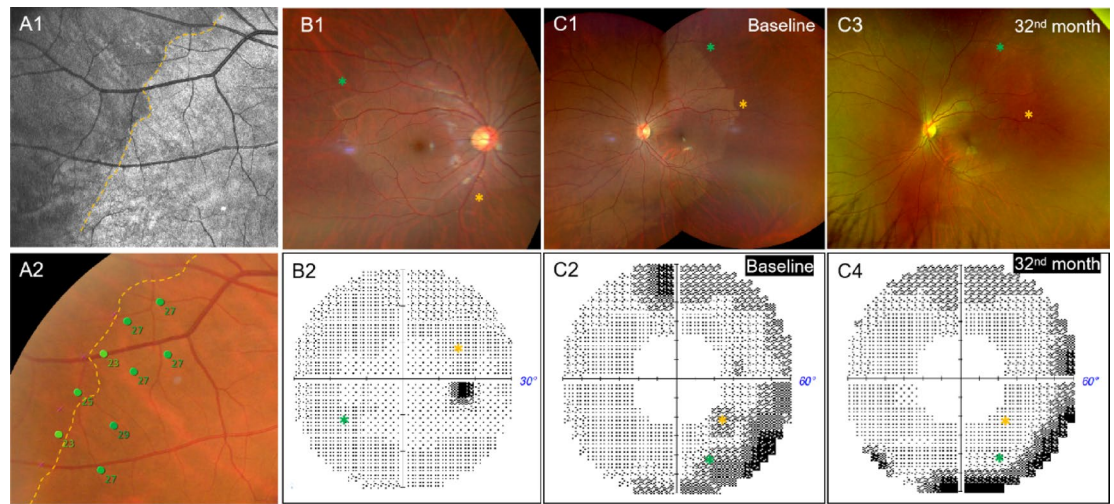 A1
B1
C1
Baseline
C3
32nd month
A2
27
27
23
27
27
25
29
23
27
B2
30°
C2
Baseline
60°
C4
32nd month
60°